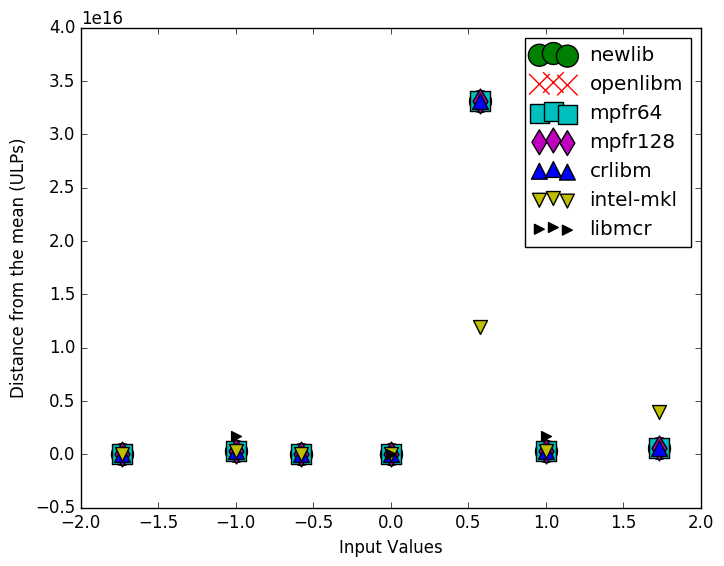 1e16
4.0
3.5
3.0
2.5
2.0
1.5
1.0
0.5
0.0
−0.5
Distance from the mean (ULPs)
newlib
openlibm
mpfr64
mpfr128
crlibm
intel-mkl
libmcr
−2.0 −1.5 −1.0 −0.5 0.0 0.5 1.0 1.5 2.0
Input Values